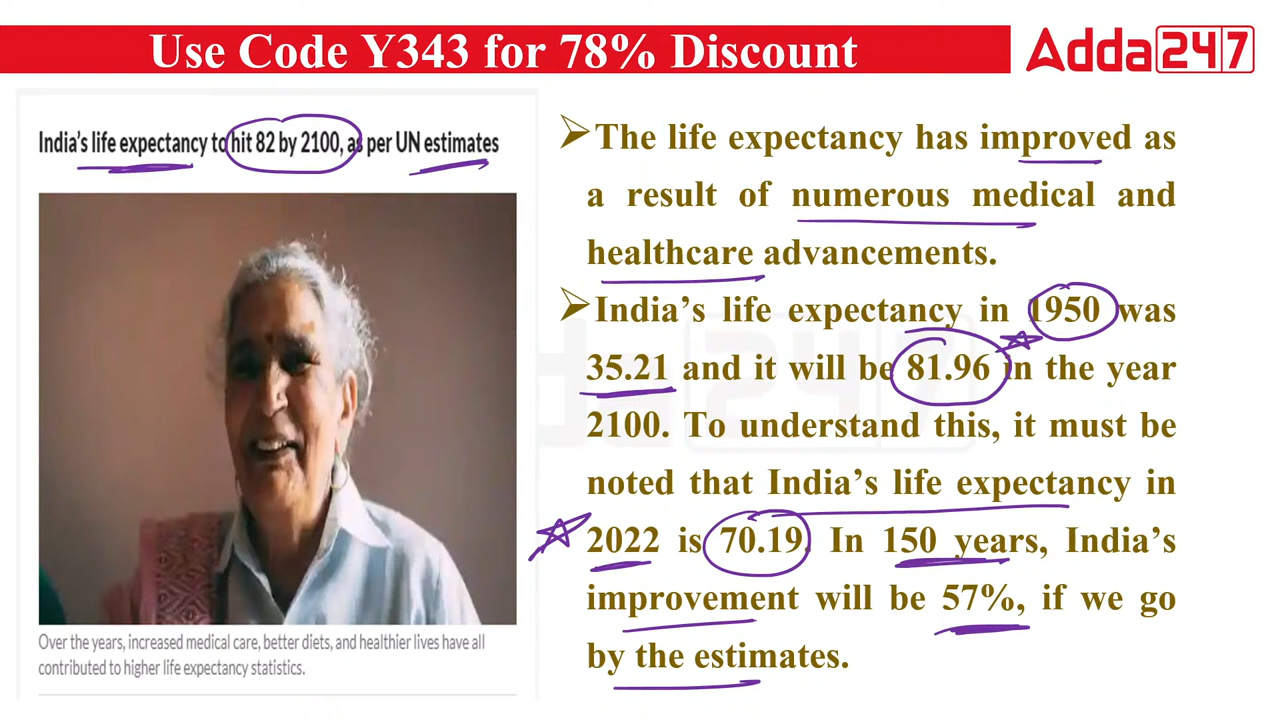 Use Code Y343 for 78% Discount
Adda247
India's life expectancy to hit 82 by 2100, as per UN estimates
Over the years, increased medical care, better diets, and healthier lives have all
contributed to higher life expectancy statistics.
The life expectancy has improved as
a result of numerous medical and
healthcare advancements.
India's life expectancy in 1950 was
35.21 and it will be 81.96 in the year
2100. To understand this, it must be
noted that India's life expectancy in
2022 is 70.19. In 150 years, India's
improvement will be 57%, if we go
by the estimates.